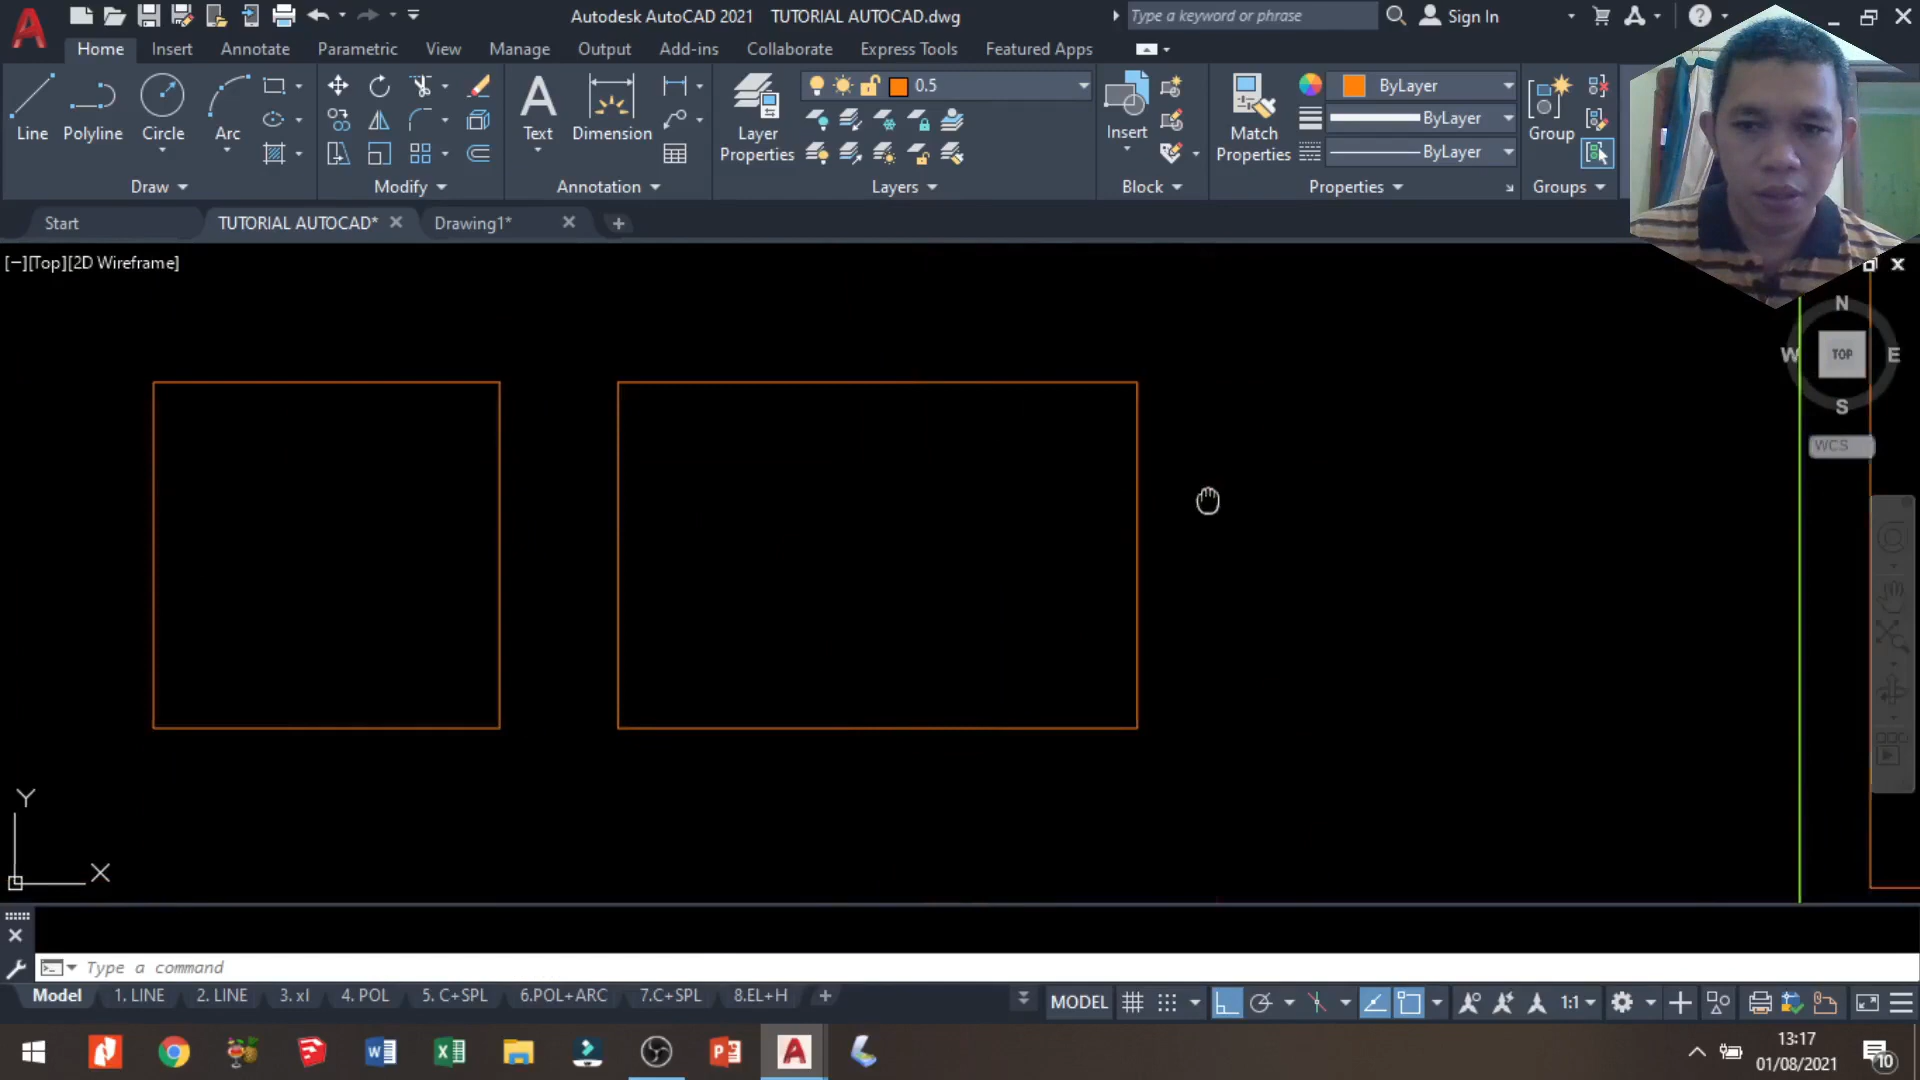 Autodesk AutoCAD 2021 TUTORIAL AUTOCAD.dwg
Type a keyword or phrase
Sign In
Home Insert Annotate Parametric View Manage Output Add-ins Collaborate Express Tools Featured Apps
0.5
ByLayer
ByLayer
ByLayer
Line Polyline Circle Arc
Text Dimension
Layer Properties
Insert
Match Properties
Group
Draw Modify Annotation Layers Block Properties Groups
Start TUTORIAL AUTOCAD* Drawing1*
[−][Top][2D Wireframe]
N
W TOP E
S
WCS
Y
X
Type a command
Model 1. LINE 2. LINE 3. xl 4. POL 5. C+SPL 6.POL+ARC 7.C+SPL 8.EL+H
MODEL 1:1
13:17
01/08/2021
10